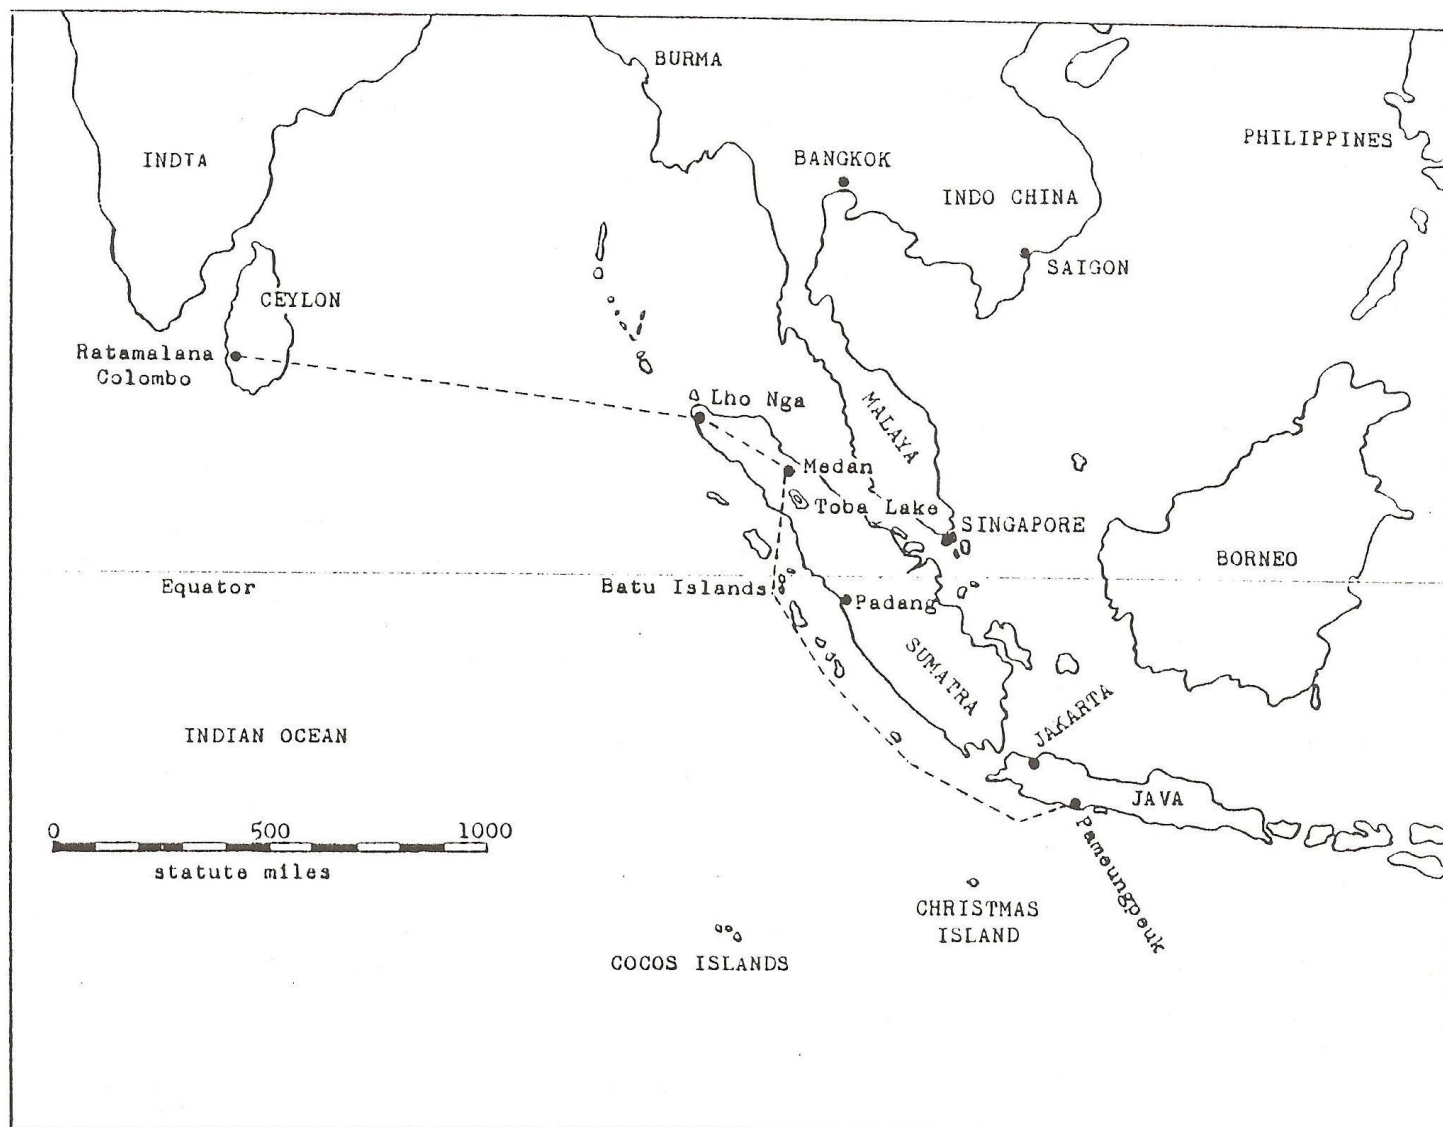 BURMA
PHILIPPINES
INDIA
BANGKOK
INDO CHINA
SAIGON
CEYLON
Ratamalana
Colombo
Lho Nga
MALAYA
Medan
Toba Lake
SINGAPORE
BORNEO
Equator
Batu Islands
Padang
SUMATRA
INDIAN OCEAN
JAKARTA
JAVA
0 500 1000
statute miles
Pameungpeuk
CHRISTMAS
ISLAND
COCOS ISLANDS